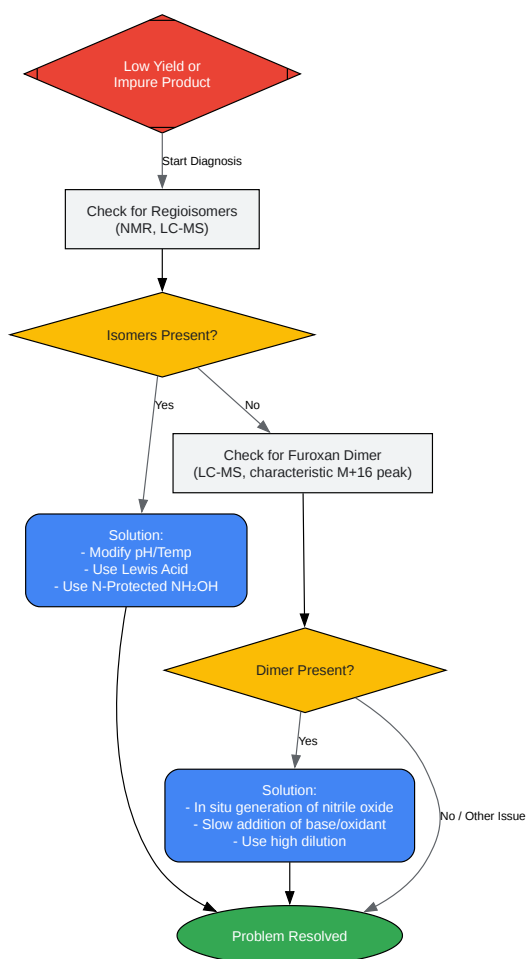 Low Yield or
Impure Product
Start Diagnosis
Check for Regioisomers
(NMR, LC-MS)
Isomers Present?
Yes
No
Check for Furoxan Dimer
(LC-MS, characteristic M+16 peak)
Solution:
- Modify pH/Temp
- Use Lewis Acid
- Use N-Protected NH₂OH
Dimer Present?
Yes
Solution:
- In situ generation of nitrile oxide
- Slow addition of base/oxidant
- Use high dilution
No / Other Issue
Problem Resolved